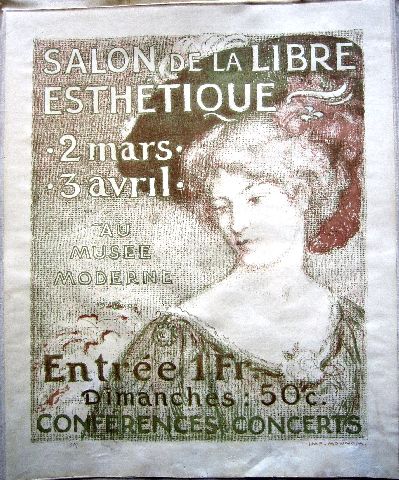 SALON DE LA LIBRE
ESTHETIQUE
· 2 mars ·
· 3 avril ·
AU
MUSEE
MODERNE
Entrée 1 Fr
Dimanches : 50c.
CONFERENCES. CONCERTS